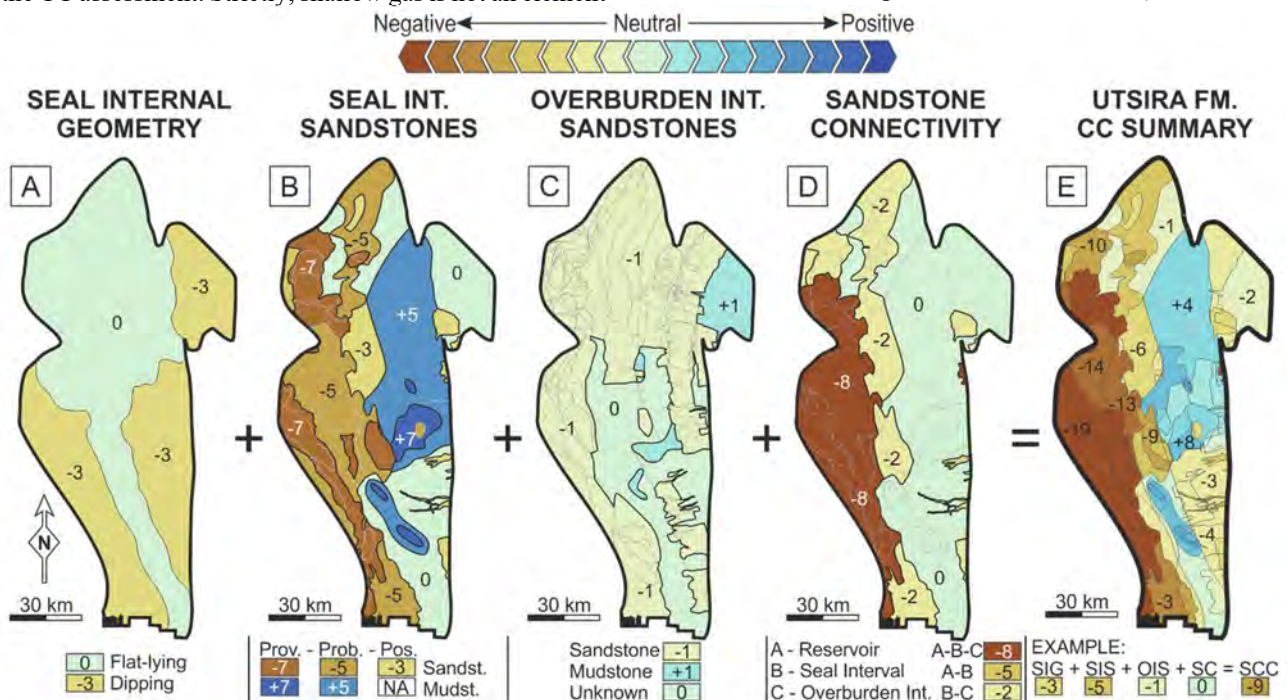 Negative Neutral Positive
SEAL INTERNAL GEOMETRY
SEAL INT. SANDSTONES
OVERBURDEN INT. SANDSTONES
SANDSTONE CONNECTIVITY
UTSIRA FM. CC SUMMARY
A
0
-3
-3
-3
N
30 km
0 Flat-lying
-3 Dipping
+
B
-5
-7
0
+5
-3
-5
-7
+7
0
-5
30 km
Prov. - Prob. - Pos.
-7 -5 -3 Sandst.
+7 +5 NA Mudst.
+
C
-1
+1
0
-1
-1
30 km
Sandstone -1
Mudstone +1
Unknown 0
+
D
-2
0
-2
-8
-2
-8
0
-2
30 km
A - Reservoir A-B-C -8
B - Seal Interval A-B -5
C - Overburden Int. B-C -2
=
E
-1
-10
-2
+4
-6
-14
-13
-19
-9
+8
-3
-4
-3
30 km
EXAMPLE:
SIG + SIS + OIS + SC = SCC
-3 -5 -1 0 -9